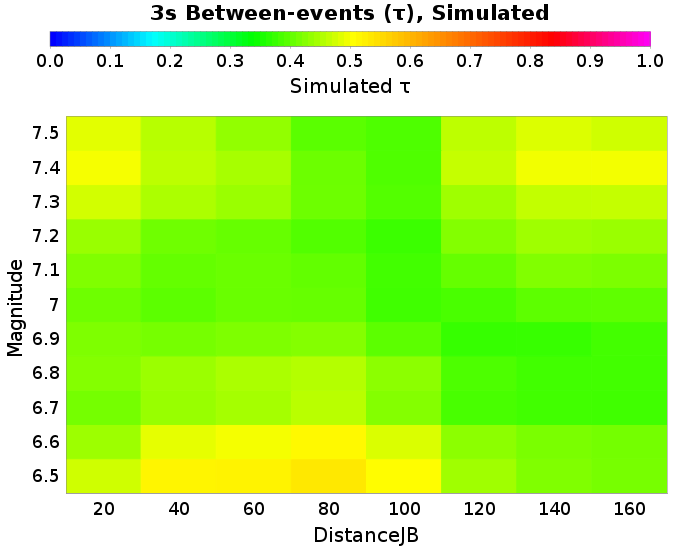 3s Between-events (τ), Simulated
0.0 0.1 0.2 0.3 0.4 0.5 0.6 0.7 0.8 0.9 1.0
Simulated τ
Magnitude
7.5
7.4
7.3
7.2
7.1
7
6.9
6.8
6.7
6.6
6.5
20 40 60 80 100 120 140 160
DistanceJB